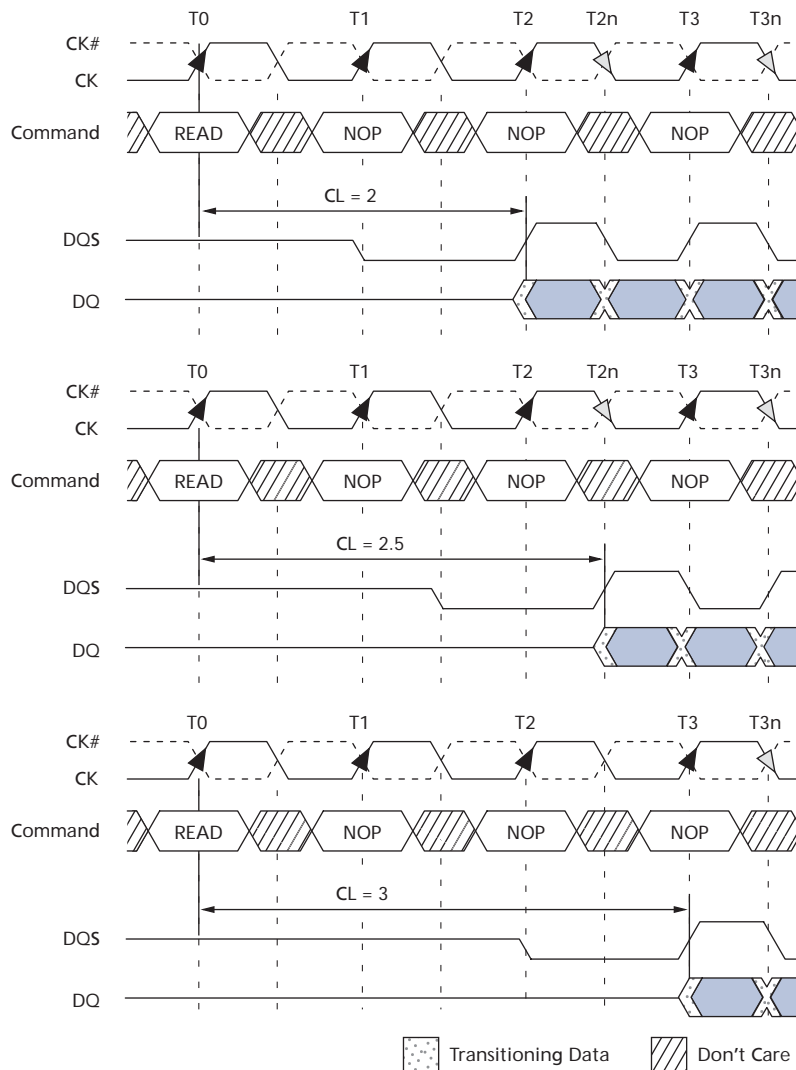 T0 T1 T2 T2n T3 T3n
CK#
CK
Command READ NOP NOP NOP
CL = 2
DQS
DQ
T0 T1 T2 T2n T3 T3n
CK#
CK
Command READ NOP NOP NOP
CL = 2.5
DQS
DQ
T0 T1 T2 T3 T3n
CK#
CK
Command READ NOP NOP NOP
CL = 3
DQS
DQ
Transitioning Data Don't Care